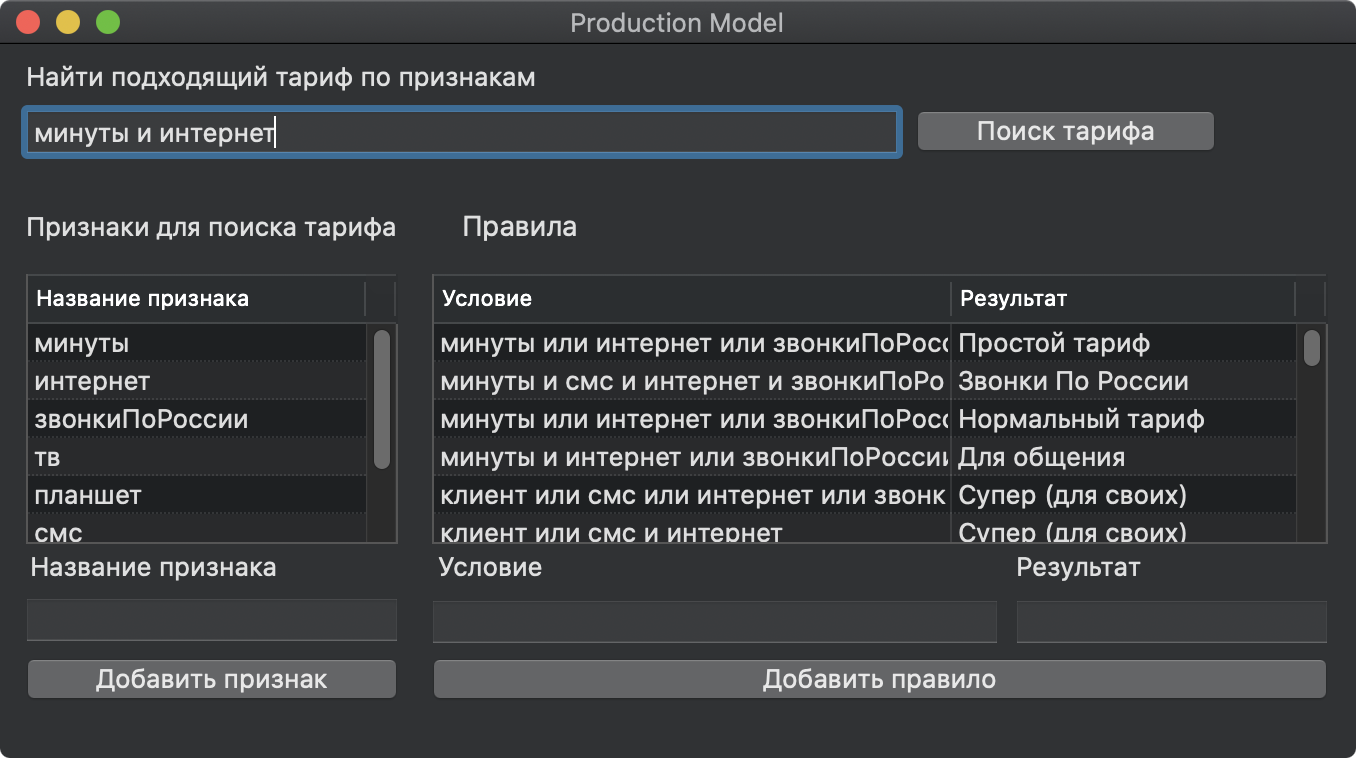 Production Model
Найти подходящий тариф по признакам
минуты и интернет
Поиск тарифа
Признаки для поиска тарифа
Правила
Название признака
Условие
Результат
минуты
минуты или интернет или звонкиПоРосс
Простой тариф
интернет
минуты и смс и интернет и звонкиПоРо
Звонки По России
звонкиПоРоссии
минуты или интернет или звонкиПоРосс
Нормальный тариф
тв
минуты и интернет или звонкиПоРоссии
Для общения
планшет
клиент или смс или интернет или звонк
Супер (для своих)
смс
клиент или смс и интернет
Супер (для своих)
Название признака
Условие
Результат
Добавить признак
Добавить правило